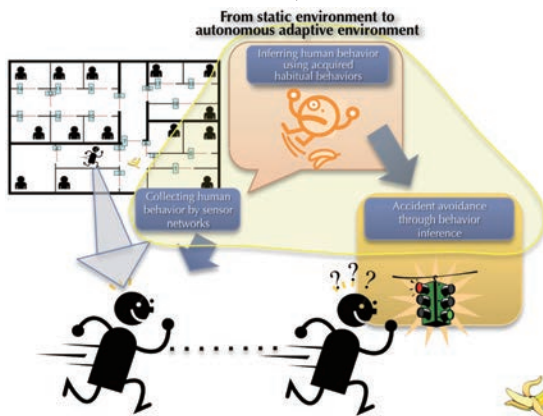 From static environment to
autonomous adaptive environment
Inferring human behavior
using acquired
habitual behaviors
Collecting human
behavior by sensor
networks
Accident avoidance
through behavior
inference
? ? ?